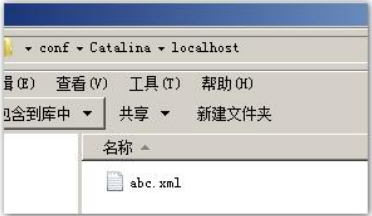 conf ▾ Catalina ▾ localhost
(E) 查看(V) 工具(T) 帮助(H)
含到库中 ▾ 共享 ▾ 新建文件夹
名称
abc.xml